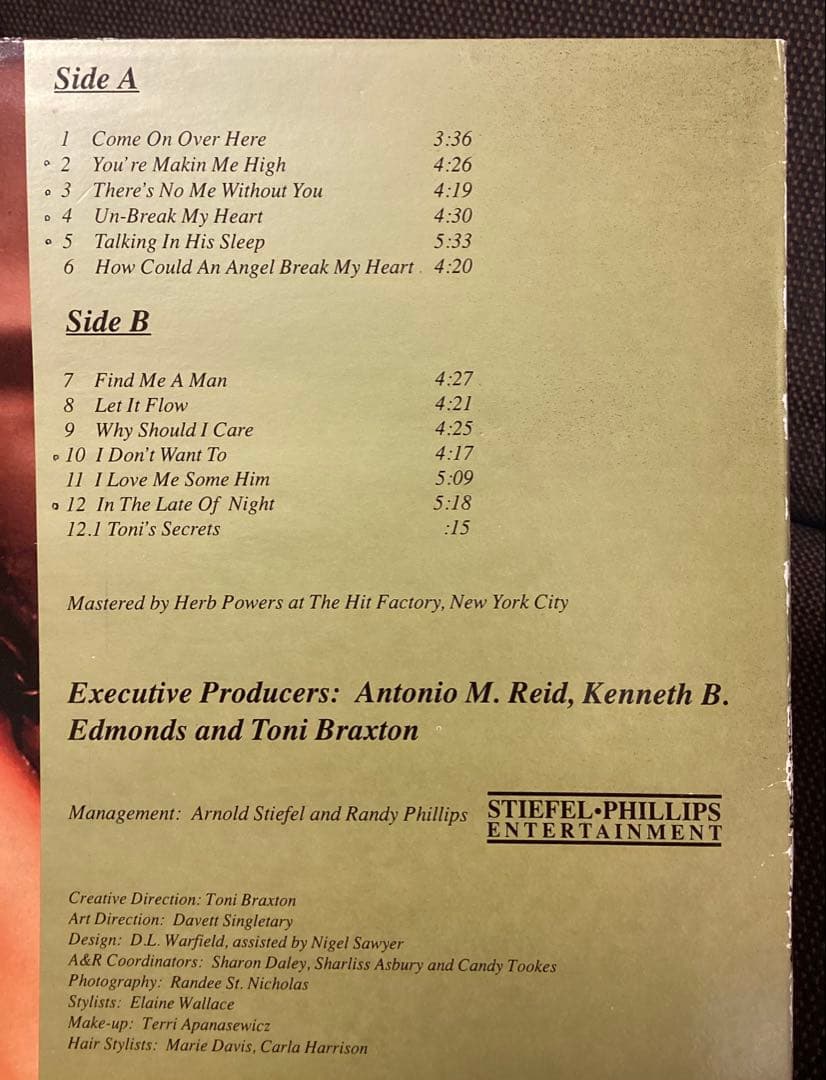 Side A
1 Come On Over Here 3:36
2 You're Makin Me High 4:26
3 There's No Me Without You 4:19
4 Un-Break My Heart 4:30
5 Talking In His Sleep 5:33
6 How Could An Angel Break My Heart 4:20
Side B
7 Find Me A Man 4:27
8 Let It Flow 4:21
9 Why Should I Care 4:25
10 I Don't Want To 4:17
11 I Love Me Some Him 5:09
12 In The Late Of Night 5:18
12.1 Toni's Secrets :15
Mastered by Herb Powers at The Hit Factory, New York City
Executive Producers: Antonio M. Reid, Kenneth B.
Edmonds and Toni Braxton
Management: Arnold Stiefel and Randy Phillips
STIEFEL•PHILLIPS
ENTERTAINMENT
Creative Direction: Toni Braxton
Art Direction: Davett Singletary
Design: D.L. Warfield, assisted by Nigel Sawyer
A&R Coordinators: Sharon Daley, Sharliss Asbury and Candy Tookes
Photography: Randee St. Nicholas
Stylists: Elaine Wallace
Make-up: Terri Apanasewicz
Hair Stylists: Marie Davis, Carla Harrison